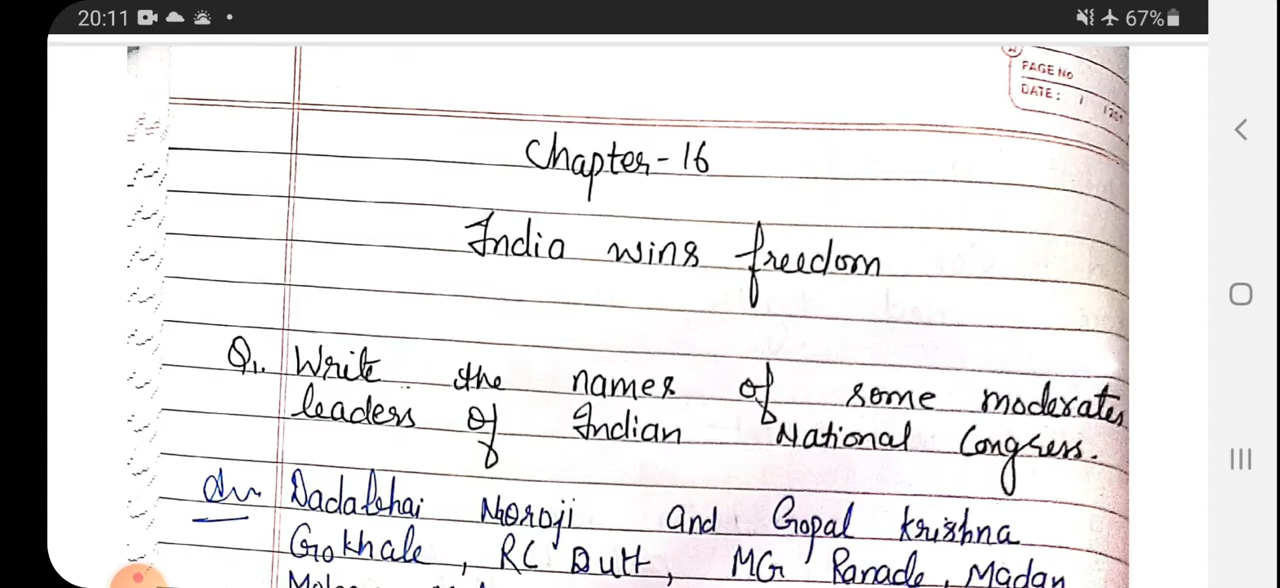 20:11
67%
PAGE No
DATE:
Chapter-16
India wins freedom
Q1. Write the names of some moderates
leaders of Indian National Congress.
Ans Dadabhai Noroji and Gopal Krishna
Gokhale, RC Dutt, MG Ranade, Madan